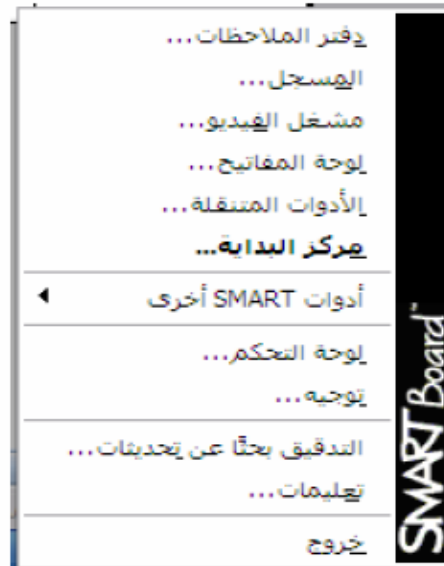 دفتر الملاحظات...
المسجل...
مشغل الفيديو...
لوحة المفاتيح...
الأدوات المتنقلة...
مركز البداية...
أدوات SMART أخرى
لوحة التحكم...
توجيه...
التدقيق بحثًا عن تحديثات...
تعليمات...
خروج
SMART Board™